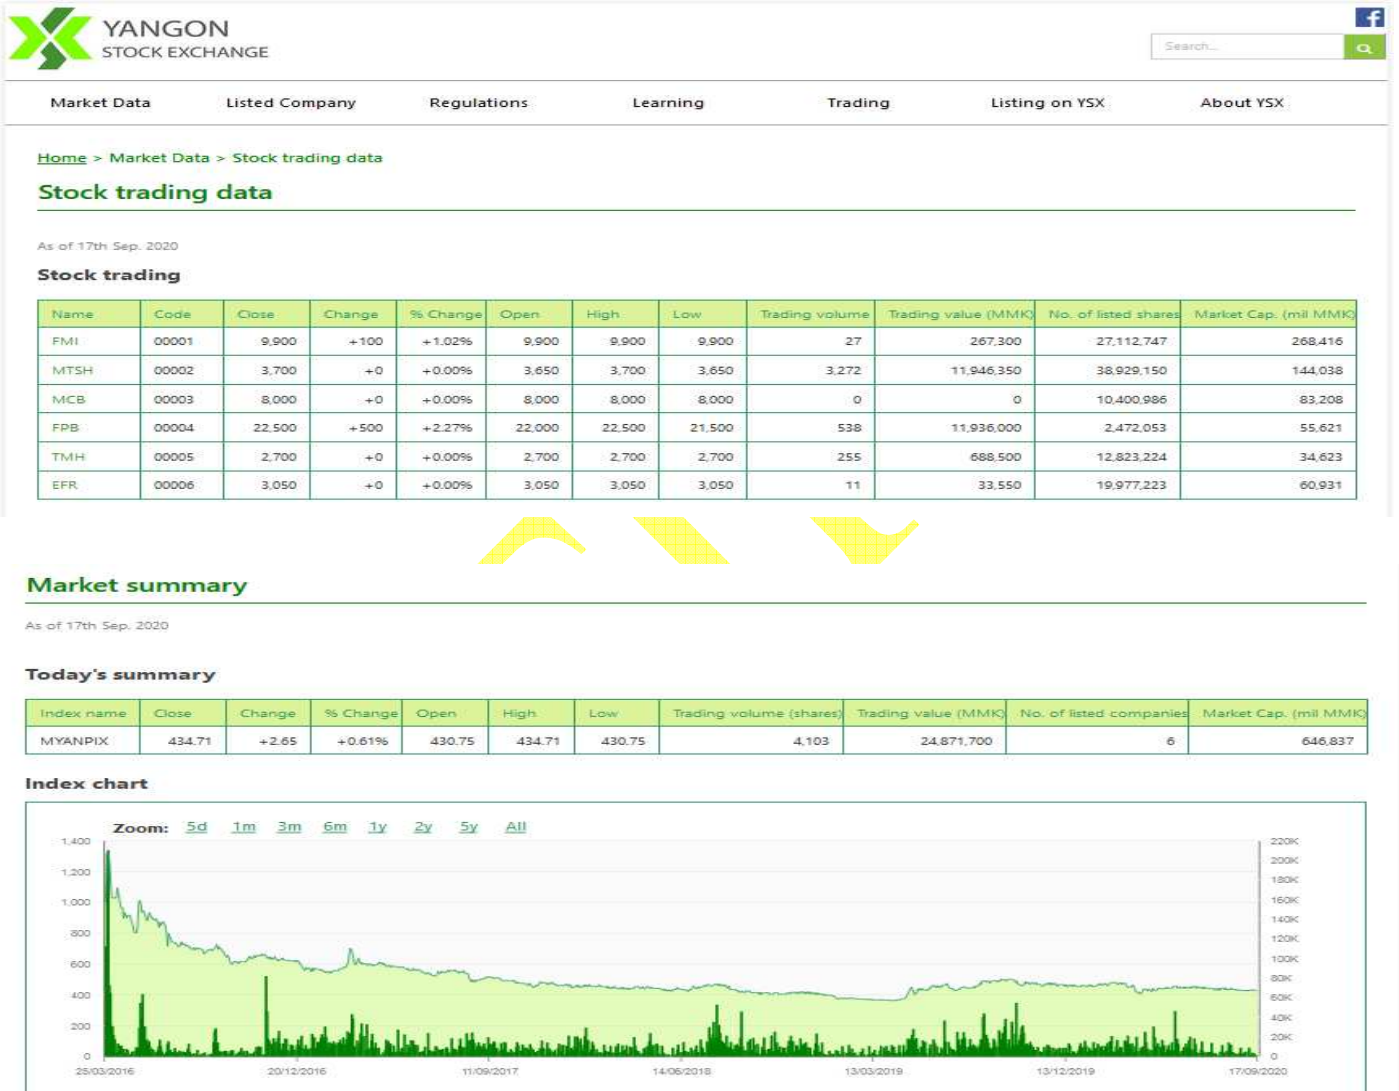 YANGON
STOCK EXCHANGE
f
Search...
Market Data Listed Company Regulations Learning Trading Listing on YSX About YSX
Home > Market Data > Stock trading data
Stock trading data
As of 17th Sep. 2020
Stock trading
Name Code Close Change % Change Open High Low Trading volume Trading value (MMK) No. of listed shares Market Cap. (mil MMK)
FMI 00001 9,900 +100 +1.02% 9,900 9,900 9,900 27 267,300 27,112,747 268,416
MTSH 00002 3,700 +0 +0.00% 3,650 3,700 3,650 3,272 11,946,350 38,929,150 144,038
MCB 00003 8,000 +0 +0.00% 8,000 8,000 8,000 0 0 10,400,986 83,208
FPB 00004 22,500 +500 +2.27% 22,000 22,500 21,500 538 11,936,000 2,472,053 55,621
TMH 00005 2,700 +0 +0.00% 2,700 2,700 2,700 255 688,500 12,823,224 34,623
EFR 00006 3,050 +0 +0.00% 3,050 3,050 3,050 11 33,550 19,977,223 60,931
Market summary
As of 17th Sep. 2020
Today's summary
Index name Close Change % Change Open High Low Trading volume (shares) Trading value (MMK) No. of listed companies Market Cap. (mil MMK)
MYANPIX 434.71 +2.65 +0.61% 430.75 434.71 430.75 4,103 24,871,700 6 646,837
Index chart
Zoom: 5d 1m 3m 6m 1y 2y 5y All
1,400 220K
200K
1,200 180K
1,000 160K
140K
800 120K
600 100K
80K
400 60K
40K
200 20K
0 0
25/03/2016 20/12/2016 11/09/2017 14/06/2018 13/03/2019 13/12/2019 17/09/2020